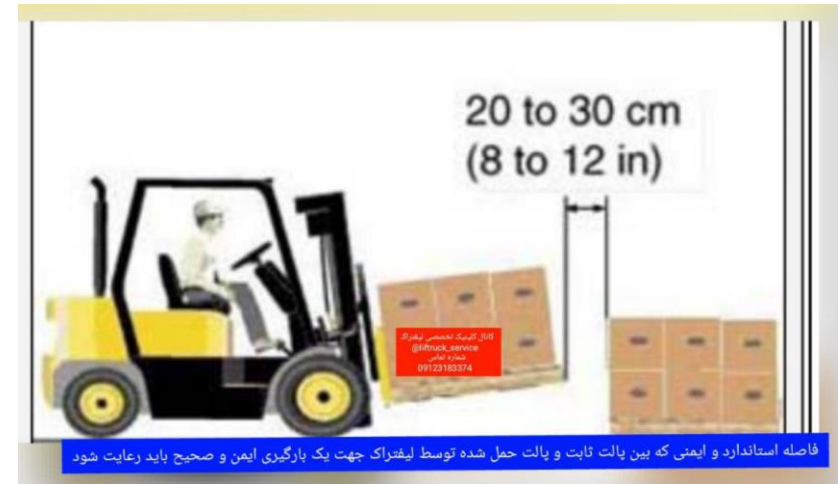 20 to 30 cm
(8 to 12 in)
کانال کلینیک تخصصی لیفتراک
@liftruck_service
شماره تماس
09123183374
فاصله استاندارد و ایمنی که بین پالت ثابت و پالت حمل شده توسط لیفتراک جهت یک بارگیری ایمن و صحیح باید رعایت شود